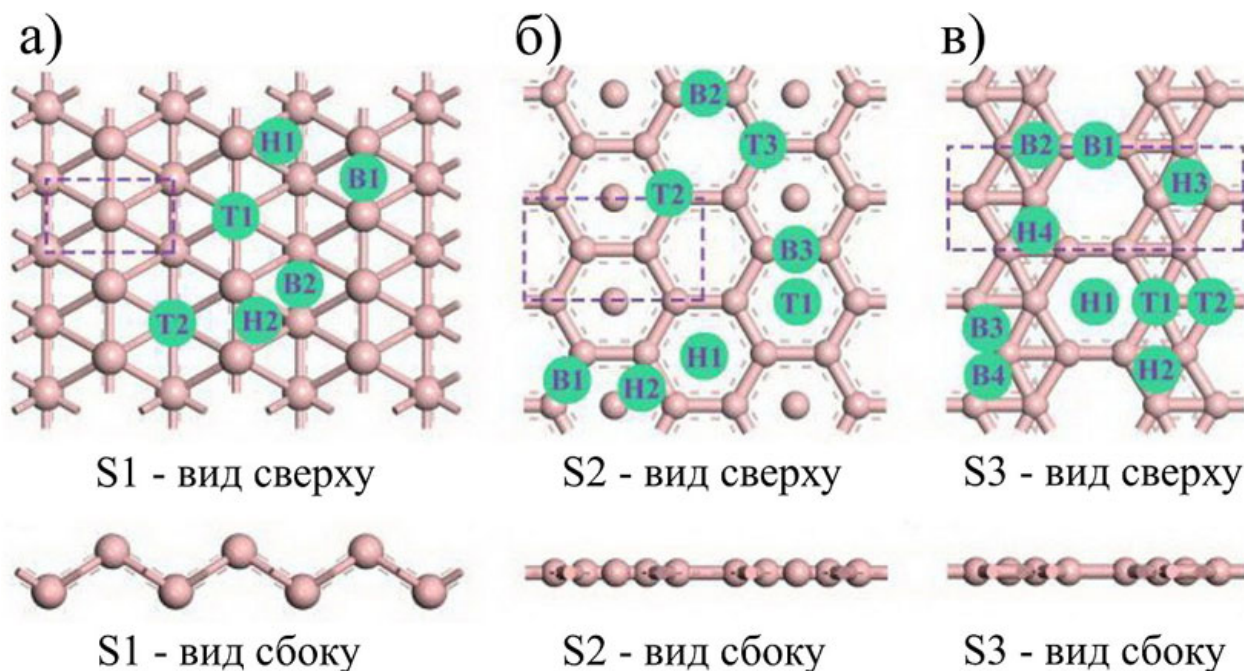 а) б) в)
B2
H1 T3 B2 B1
B1 T2 H3
T1 H4
B3
B2 T1 H1 T1 T2
T2 H2 B3
H1 H2
B1 H2 B4
S1 - вид сверху S2 - вид сверху S3 - вид сверху
S1 - вид сбоку S2 - вид сбоку S3 - вид сбоку